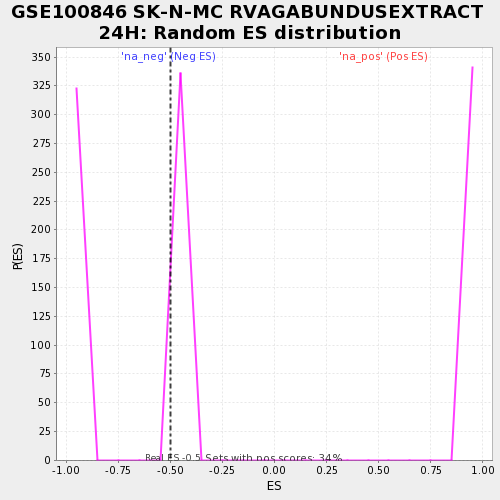 GSE100846 SK-N-MC RVAGABUNDUSEXTRACT
24H: Random ES distribution
'na_neg' (Neg ES)
'na_pos' (Pos ES)
350
325
300
275
250
225
200
175
150
125
100
75
50
25
0
P(ES)
Real ES -0.5 Sets with pos scores: 34%
-1.00 -0.75 -0.50 -0.25 0.00 0.25 0.50 0.75 1.00
ES